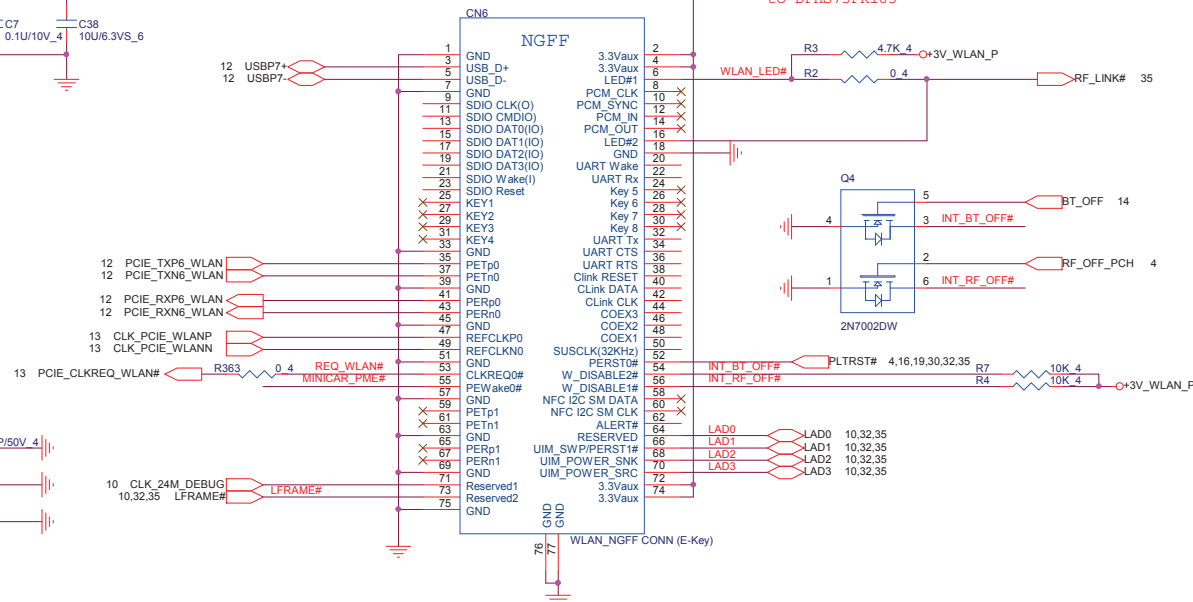 C7
0.1U/10V_4
C38
10U/6.3VS_6
CN6
NGFF
1 GND
3 USB_D+
5 USB_D-
7 GND
9 SDIO CLK(O)
11 SDIO CMDIO)
13 SDIO DAT0(IO)
15 SDIO DAT1(IO)
17 SDIO DAT2(IO)
19 SDIO DAT3(IO)
21 SDIO Wake(I)
23 SDIO Reset
25 KEY1
27 KEY2
29 KEY3
31 KEY4
33 GND
35 PETp0
37 PETn0
39 GND
41 PERp0
43 PERn0
45 GND
47 REFCLKP0
49 REFCLKN0
51 GND
53 CLKREQ0#
55 PEWake0#
57 GND
59 PETp1
61 PETn1
63 GND
65 PERp1
67 PERn1
69 GND
71 Reserved1
73 Reserved2
75 GND
3.3Vaux 2
3.3Vaux 4
LED#1 6
PCM_CLK 8
PCM_SYNC 10
PCM_IN 12
PCM_OUT 14
LED#2 16
GND 18
UART Wake 20
UART Rx 22
Key 5 24
Key 6 26
Key 7 28
Key 8 30
UART Tx 32
UART CTS 34
UART RTS 36
Clink RESET 38
CLink DATA 40
CLink CLK 42
COEX3 44
COEX2 46
COEX1 48
SUSCLK(32KHz) 50
PERST0# 52
W_DISABLE2# 54
W_DISABLE1# 56
NFC I2C SM DATA 58
NFC I2C SM CLK 60
ALERT# 62
RESERVED 64
UIM_SWP/PERST1# 66
UIM_POWER_SNK 68
UIM_POWER_SRC 70
3.3Vaux 72
3.3Vaux 74
GND 76
GND 77
WLAN_NGFF CONN (E-Key)
12 USBP7+
12 USBP7-
12 PCIE_TXP6_WLAN
12 PCIE_TXN6_WLAN
12 PCIE_RXP6_WLAN
12 PCIE_RXN6_WLAN
13 CLK_PCIE_WLANP
13 CLK_PCIE_WLANN
13 PCIE_CLKREQ_WLAN# R363 0_4 REQ_WLAN#
MINICAR_PME#
/50V_4
10 CLK_24M_DEBUG
10,32,35 LFRAME# LFRAME#
R3 4.7K_4 +3V_WLAN_P
WLAN_LED# R2 0_4 RF_LINK# 35
Q4
5 BT_OFF 14
4 3 INT_BT_OFF#
2 RF_OFF_PCH 4
1 6 INT_RF_OFF#
2N7002DW
PLTRST# 4,16,19,30,32,35
INT_BT_OFF# R7 10K_4
INT_RF_OFF# R4 10K_4 +3V_WLAN_P
LAD0 LAD0 10,32,35
LAD1 LAD1 10,32,35
LAD2 LAD2 10,32,35
LAD3 LAD3 10,32,35